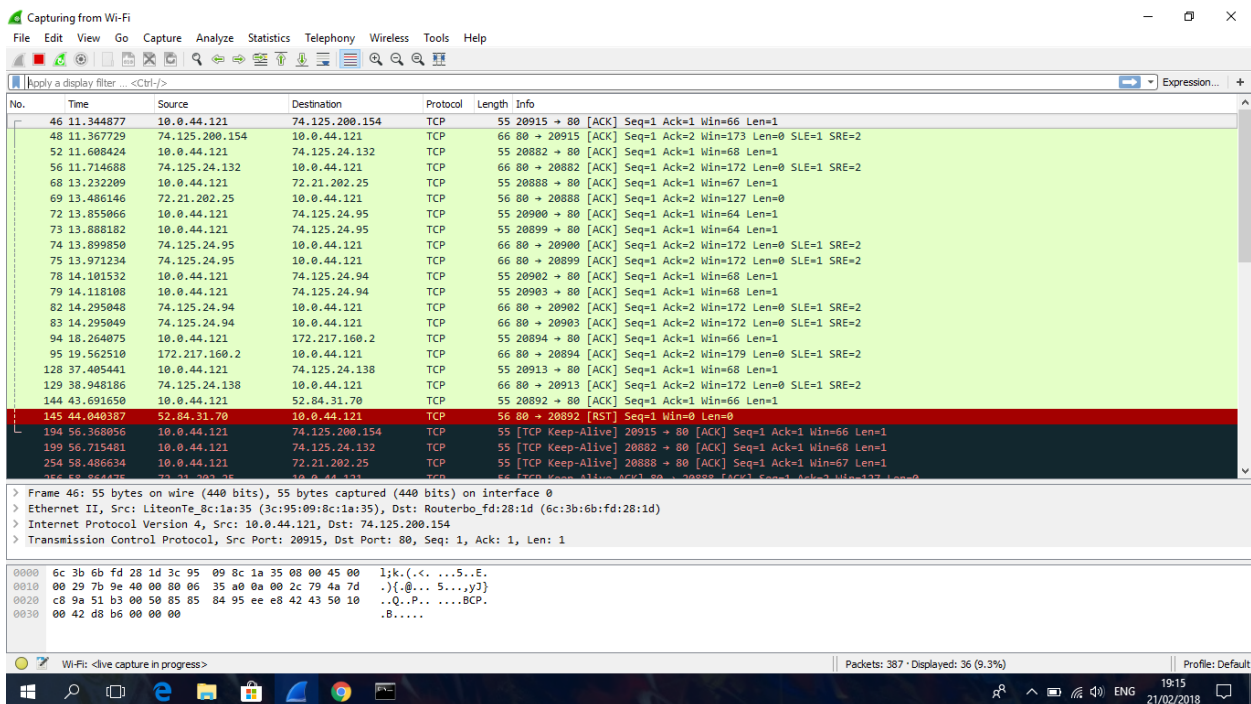 Capturing from Wi-Fi
File Edit View Go Capture Analyze Statistics Telephony Wireless Tools Help
Apply a display filter ... <Ctrl-/> Expression... +
No. Time Source Destination Protocol Length Info
46 11.344877 10.0.44.121 74.125.200.154 TCP 55 20915 → 80 [ACK] Seq=1 Ack=1 Win=66 Len=1
48 11.367729 74.125.200.154 10.0.44.121 TCP 66 80 → 20915 [ACK] Seq=1 Ack=2 Win=173 Len=0 SLE=1 SRE=2
52 11.608424 10.0.44.121 74.125.24.132 TCP 55 20882 → 80 [ACK] Seq=1 Ack=1 Win=68 Len=1
56 11.714688 74.125.24.132 10.0.44.121 TCP 66 80 → 20882 [ACK] Seq=1 Ack=2 Win=172 Len=0 SLE=1 SRE=2
68 13.232209 10.0.44.121 72.21.202.25 TCP 55 20888 → 80 [ACK] Seq=1 Ack=1 Win=67 Len=1
69 13.486146 72.21.202.25 10.0.44.121 TCP 56 80 → 20888 [ACK] Seq=1 Ack=2 Win=127 Len=0
72 13.855066 10.0.44.121 74.125.24.95 TCP 55 20900 → 80 [ACK] Seq=1 Ack=1 Win=64 Len=1
73 13.888182 10.0.44.121 74.125.24.95 TCP 55 20899 → 80 [ACK] Seq=1 Ack=1 Win=64 Len=1
74 13.899850 74.125.24.95 10.0.44.121 TCP 66 80 → 20900 [ACK] Seq=1 Ack=2 Win=172 Len=0 SLE=1 SRE=2
75 13.971234 74.125.24.95 10.0.44.121 TCP 66 80 → 20899 [ACK] Seq=1 Ack=2 Win=172 Len=0 SLE=1 SRE=2
78 14.101532 10.0.44.121 74.125.24.94 TCP 55 20902 → 80 [ACK] Seq=1 Ack=1 Win=68 Len=1
79 14.118108 10.0.44.121 74.125.24.94 TCP 55 20903 → 80 [ACK] Seq=1 Ack=1 Win=68 Len=1
82 14.295048 74.125.24.94 10.0.44.121 TCP 66 80 → 20902 [ACK] Seq=1 Ack=2 Win=172 Len=0 SLE=1 SRE=2
83 14.295049 74.125.24.94 10.0.44.121 TCP 66 80 → 20903 [ACK] Seq=1 Ack=2 Win=172 Len=0 SLE=1 SRE=2
94 18.264075 10.0.44.121 172.217.160.2 TCP 55 20894 → 80 [ACK] Seq=1 Ack=1 Win=66 Len=1
95 19.562510 172.217.160.2 10.0.44.121 TCP 66 80 → 20894 [ACK] Seq=1 Ack=2 Win=179 Len=0 SLE=1 SRE=2
128 37.405441 10.0.44.121 74.125.24.138 TCP 55 20913 → 80 [ACK] Seq=1 Ack=1 Win=68 Len=1
129 38.948186 74.125.24.138 10.0.44.121 TCP 66 80 → 20913 [ACK] Seq=1 Ack=2 Win=172 Len=0 SLE=1 SRE=2
144 43.691650 10.0.44.121 52.84.31.70 TCP 55 20892 → 80 [ACK] Seq=1 Ack=1 Win=66 Len=1
145 44.040387 52.84.31.70 10.0.44.121 TCP 56 80 → 20892 [RST] Seq=1 Win=0 Len=0
194 56.368056 10.0.44.121 74.125.200.154 TCP 55 [TCP Keep-Alive] 20915 → 80 [ACK] Seq=1 Ack=1 Win=66 Len=1
199 56.715481 10.0.44.121 74.125.24.132 TCP 55 [TCP Keep-Alive] 20882 → 80 [ACK] Seq=1 Ack=1 Win=68 Len=1
254 58.486634 10.0.44.121 72.21.202.25 TCP 55 [TCP Keep-Alive] 20888 → 80 [ACK] Seq=1 Ack=1 Win=67 Len=1
256 58.864475 72.21.202.25 10.0.44.121 TCP 56 [TCP Keep-Alive ACK] 80 → 20888 [ACK] Seq=1 Ack=2 Win=127 Len=0
> Frame 46: 55 bytes on wire (440 bits), 55 bytes captured (440 bits) on interface 0
> Ethernet II, Src: LiteonTe_8c:1a:35 (3c:95:09:8c:1a:35), Dst: Routerbo_fd:28:1d (6c:3b:6b:fd:28:1d)
> Internet Protocol Version 4, Src: 10.0.44.121, Dst: 74.125.200.154
> Transmission Control Protocol, Src Port: 20915, Dst Port: 80, Seq: 1, Ack: 1, Len: 1
0000 6c 3b 6b fd 28 1d 3c 95 09 8c 1a 35 08 00 45 00 l;k.(.<. ...5..E.
0010 00 29 7b 9e 40 00 80 06 35 a0 0a 00 2c 79 4a 7d .){.@... 5...,yJ}
0020 c8 9a 51 b3 00 50 85 85 84 95 ee e8 42 43 50 10 ..Q..P.. ....BCP.
0030 00 42 d8 b6 00 00 00 .B.....
Wi-Fi: <live capture in progress> Packets: 387 · Displayed: 36 (9.3%) Profile: Default
ENG 19:15
21/02/2018